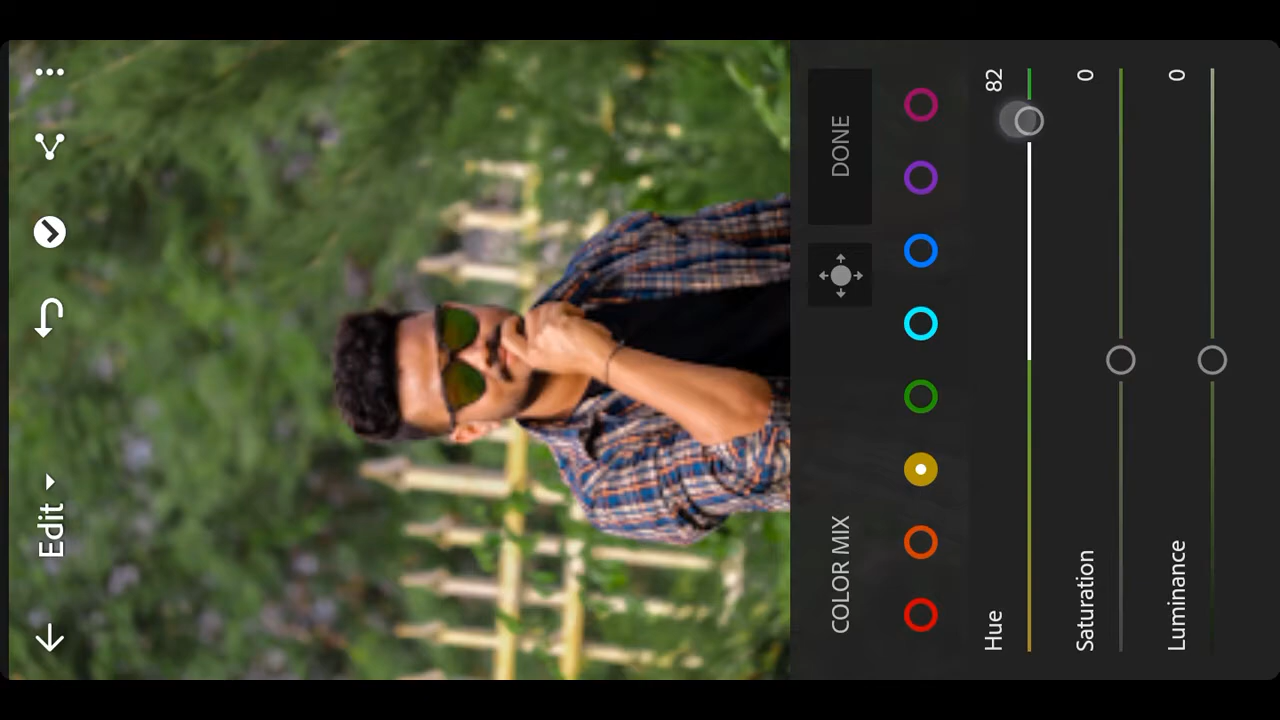 Edit
COLOR MIX
DONE
Hue
82
Saturation
0
Luminance
0